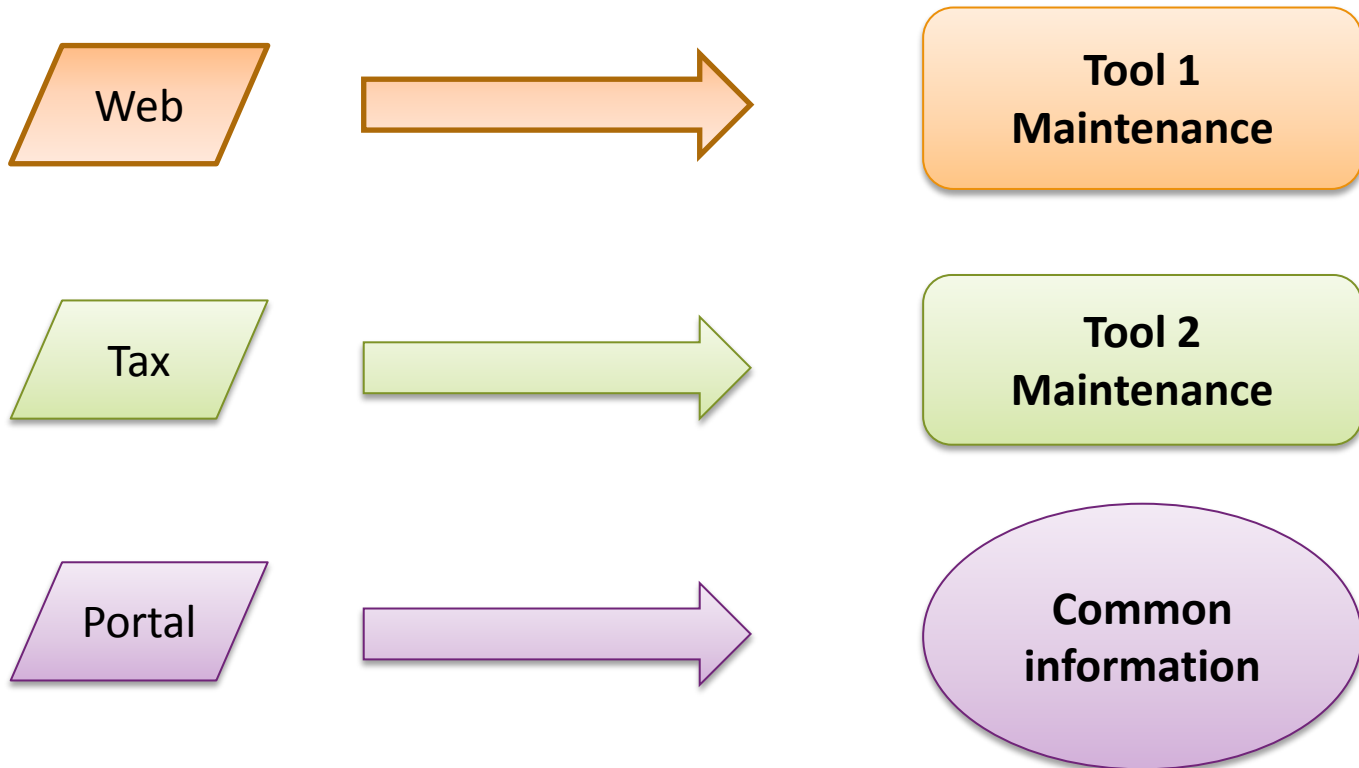 Web
Tool 1
Maintenance
Tax
Tool 2
Maintenance
Portal
Common
information